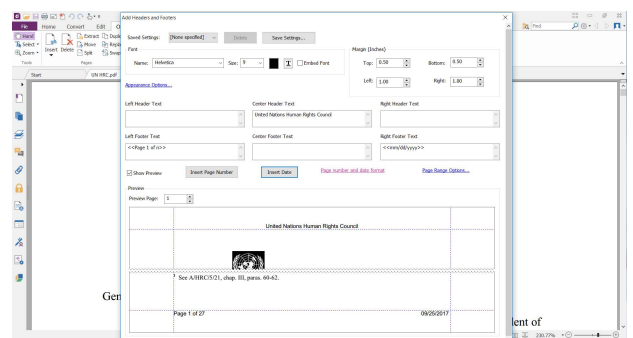 Add Headers and Footers
File
Home
Convert
Edit
Hand
Select
Zoom
Insert
Delete
Extract
Move
Split
Swap
Tools
Pages
Find
Start
UN HRC.pdf
Saved Settings:
[None specified]
Delete
Save Settings...
Font
Name:
Helvetica
Size:
9
T
Embed Font
Margin (Inches)
Top:
0.50
Bottom:
0.50
Left:
1.00
Right:
1.00
Appearance Options...
Left Header Text
Center Header Text
Right Header Text
United Nations Human Rights Council
Left Footer Text
Center Footer Text
Right Footer Text
<<Page 1 of n>>
<<mm/dd/yyyy>>
Show Preview
Insert Page Number
Insert Date
Page number and date format
Page Range Options...
Preview
Preview Page:
1
United Nations Human Rights Council
1 See A/HRC/5/21, chap. III, paras. 60-62.
Page 1 of 27
09/25/2017
Gen
lent of
230.77%